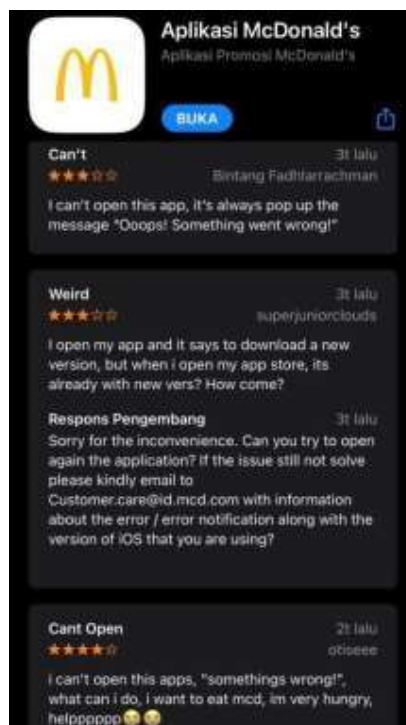 Aplikasi McDonald's
Aplikasi Promosi McDonald's
BUKA
Can't 3t lalu
Bintang Fadhlarrachman
I can't open this app, it's always pop up the
message "Ooops! Something went wrong!"
Weird 3t lalu
superjuniorclouds
I open my app and it says to download a new
version, but when i open my app store, its
already with new vers? How come?
Respons Pengembang 3t lalu
Sorry for the inconvenience. Can you try to open
again the application? If the issue still not solve
please kindly email to
Customer.care@id.mcd.com with information
about the error / error notification along with the
version of iOS that you are using?
Cant Open 2t lalu
otiseee
i can't open this apps, "somethings wrong!",
what can i do, i want to eat mcd, im very hungry,
helpppppp😭😭